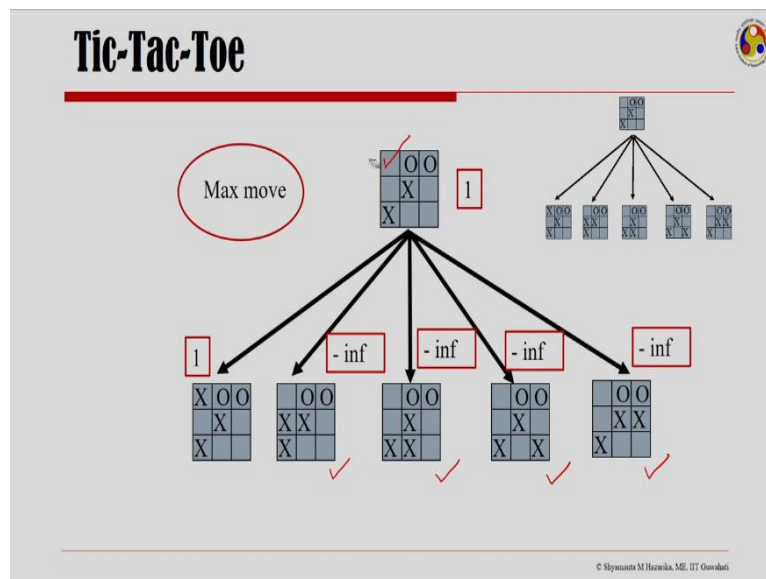 Tic-Tac-Toe
O O
X
X
Max move
O O
X
X
1
X O O
X
X
O O
X X
X
O O
X
X X
O O
X
X X
O O
X X
X
1
- inf
- inf
- inf
- inf
X O O
X
X
O O
X X
X
O O
X
X X
O O
X
X X
O O
X X
X
© Shyamanta M Hazarika, ME, IIT Guwahati